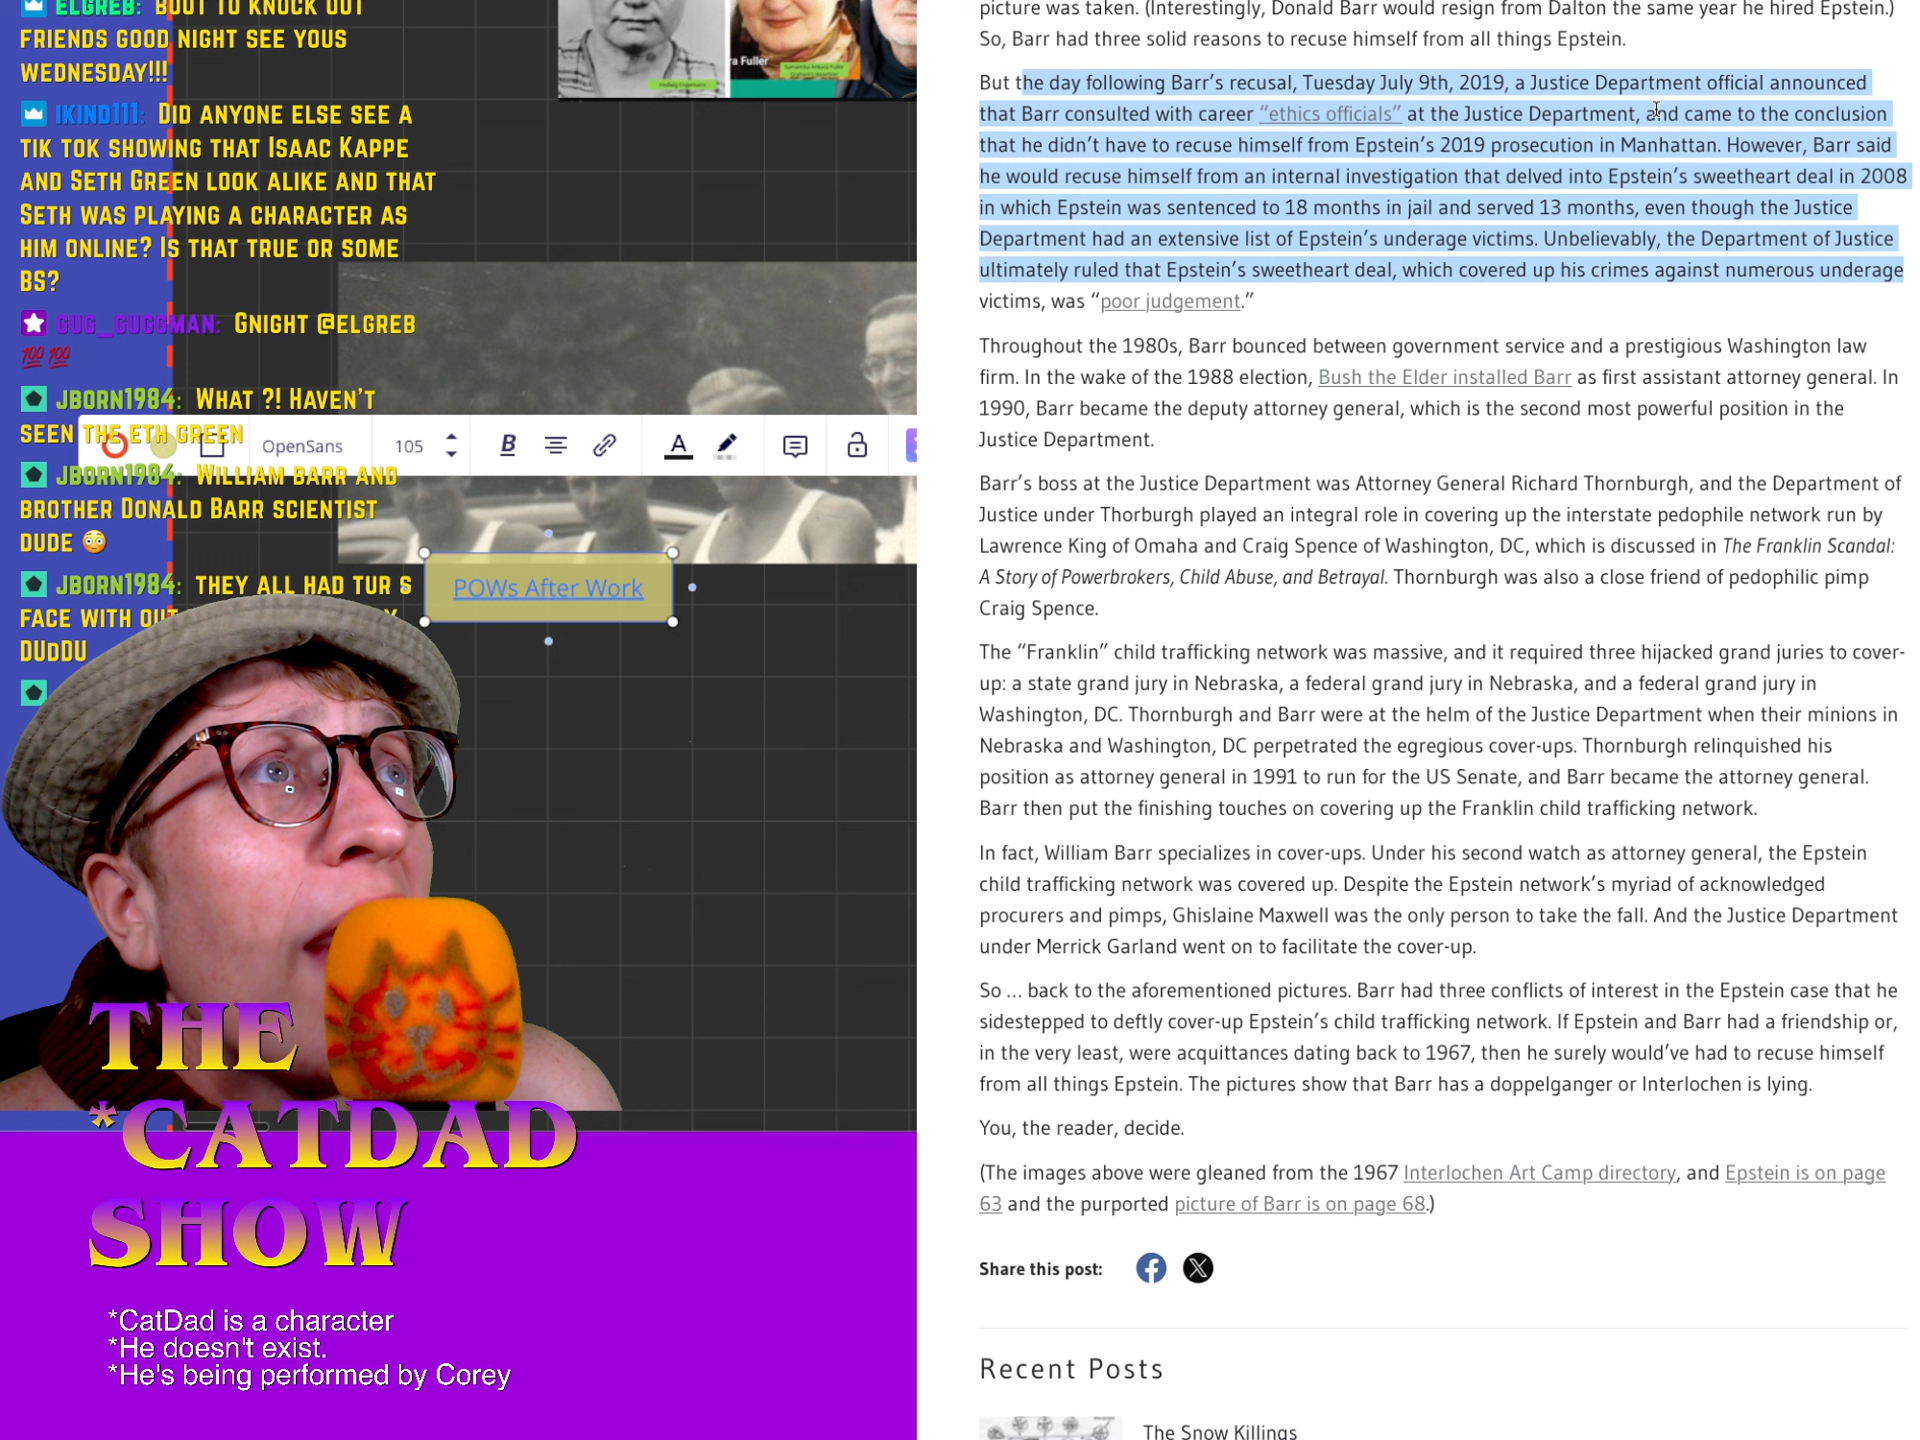 ELGREB: BOUT TO KNOCK OUT
FRIENDS GOOD NIGHT SEE YOUS
WEDNESDAY!!!
IKIND111: DID ANYONE ELSE SEE A
TIK TOK SHOWING THAT ISAAC KAPPE
AND SETH GREEN LOOK ALIKE AND THAT
SETH WAS PLAYING A CHARACTER AS
HIM ONLINE? IS THAT TRUE OR SOME
BS?
GUG_GUGGMAN: GNIGHT @ELGREB
💯 💯
JBORN1984: WHAT ?! HAVEN'T
SEEN THE ETH GREEN
OpenSans 105 B A
JBORN1984: WILLIAM BARR AND
BROTHER DONALD BARR SCIENTIST
DUDE 😳
JBORN1984: THEY ALL HAD TUR S
FACE WITH OUT
DUDDU
ra Fuller
POWs After Work
THE
*CATDAD
SHOW
*CatDad is a character
*He doesn't exist.
*He's being performed by Corey
picture was taken. (Interestingly, Donald Barr would resign from Dalton the same year he hired Epstein.)
So, Barr had three solid reasons to recuse himself from all things Epstein.
But the day following Barr’s recusal, Tuesday July 9th, 2019, a Justice Department official announced
that Barr consulted with career “ethics officials” at the Justice Department, and came to the conclusion
that he didn’t have to recuse himself from Epstein’s 2019 prosecution in Manhattan. However, Barr said
he would recuse himself from an internal investigation that delved into Epstein’s sweetheart deal in 2008
in which Epstein was sentenced to 18 months in jail and served 13 months, even though the Justice
Department had an extensive list of Epstein’s underage victims. Unbelievably, the Department of Justice
ultimately ruled that Epstein’s sweetheart deal, which covered up his crimes against numerous underage
victims, was “poor judgement.”
Throughout the 1980s, Barr bounced between government service and a prestigious Washington law
firm. In the wake of the 1988 election, Bush the Elder installed Barr as first assistant attorney general. In
1990, Barr became the deputy attorney general, which is the second most powerful position in the
Justice Department.
Barr’s boss at the Justice Department was Attorney General Richard Thornburgh, and the Department of
Justice under Thorburgh played an integral role in covering up the interstate pedophile network run by
Lawrence King of Omaha and Craig Spence of Washington, DC, which is discussed in The Franklin Scandal:
A Story of Powerbrokers, Child Abuse, and Betrayal. Thornburgh was also a close friend of pedophilic pimp
Craig Spence.
The “Franklin” child trafficking network was massive, and it required three hijacked grand juries to cover-
up: a state grand jury in Nebraska, a federal grand jury in Nebraska, and a federal grand jury in
Washington, DC. Thornburgh and Barr were at the helm of the Justice Department when their minions in
Nebraska and Washington, DC perpetrated the egregious cover-ups. Thornburgh relinquished his
position as attorney general in 1991 to run for the US Senate, and Barr became the attorney general.
Barr then put the finishing touches on covering up the Franklin child trafficking network.
In fact, William Barr specializes in cover-ups. Under his second watch as attorney general, the Epstein
child trafficking network was covered up. Despite the Epstein network’s myriad of acknowledged
procurers and pimps, Ghislaine Maxwell was the only person to take the fall. And the Justice Department
under Merrick Garland went on to facilitate the cover-up.
So … back to the aforementioned pictures. Barr had three conflicts of interest in the Epstein case that he
sidestepped to deftly cover-up Epstein’s child trafficking network. If Epstein and Barr had a friendship or,
in the very least, were acquittances dating back to 1967, then he surely would’ve had to recuse himself
from all things Epstein. The pictures show that Barr has a doppelganger or Interlochen is lying.
You, the reader, decide.
(The images above were gleaned from the 1967 Interlochen Art Camp directory, and Epstein is on page
63 and the purported picture of Barr is on page 68.)
Share this post:
Recent Posts
The Snow Killings